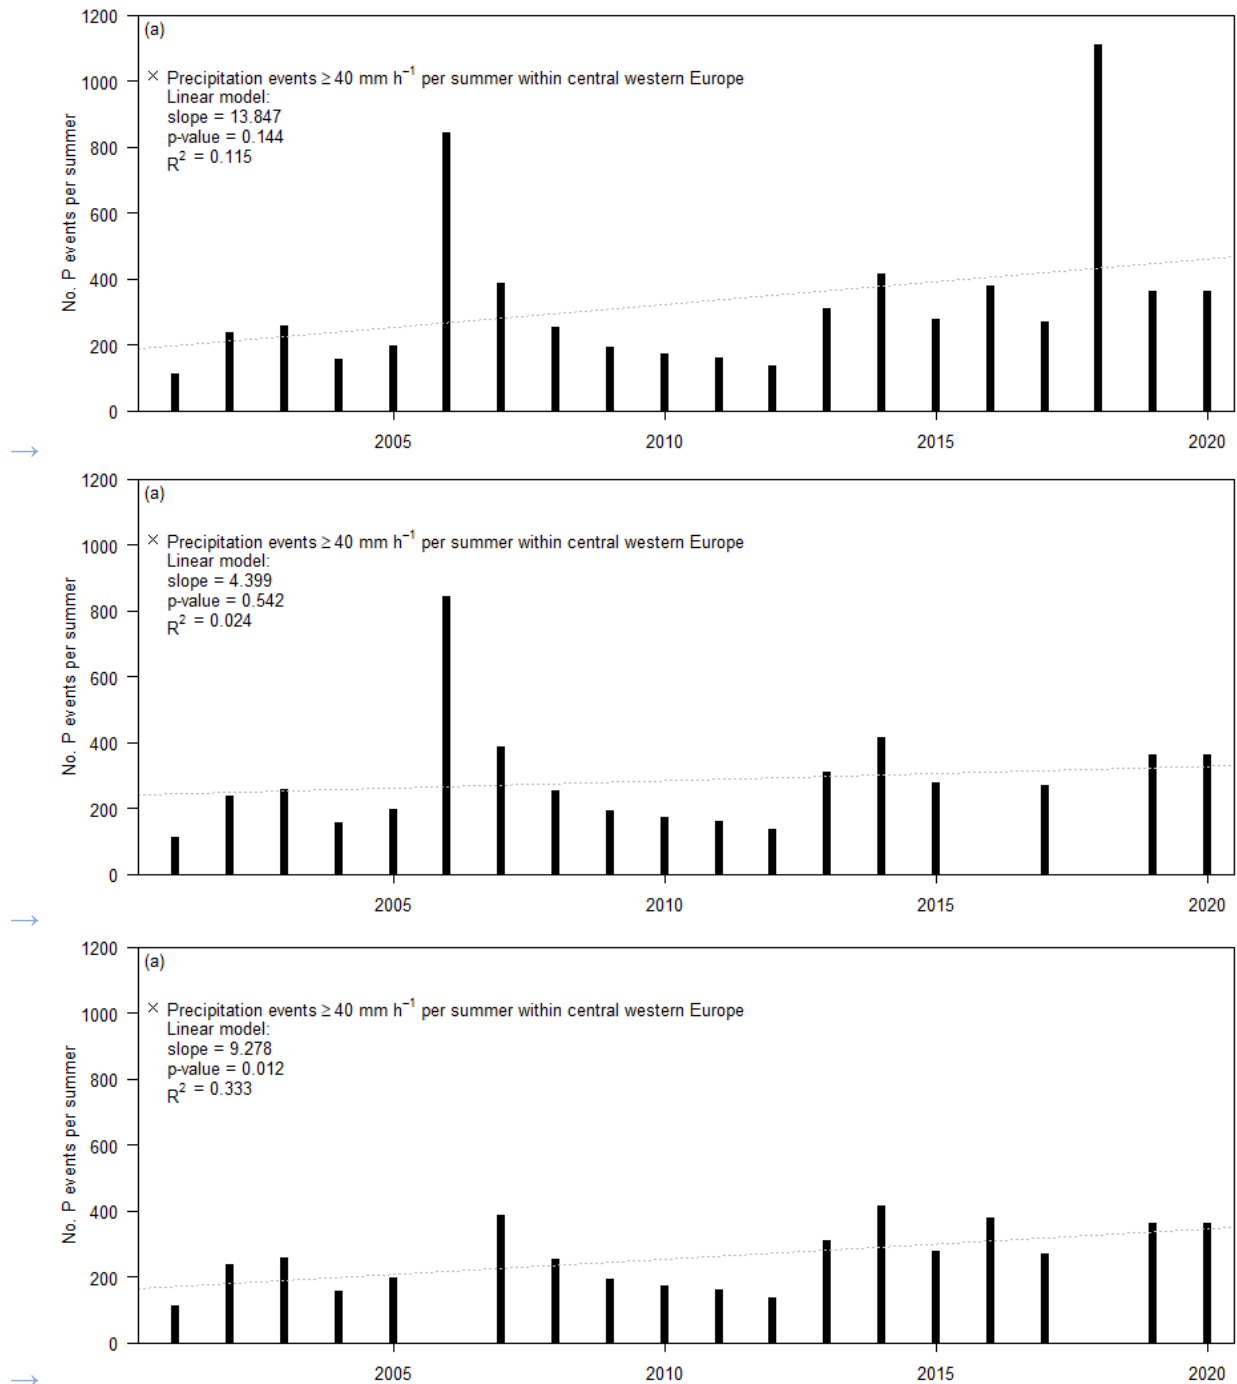 1200
(a)
1000
× Precipitation events ≥ 40 mm h⁻¹ per summer within central western Europe
Linear model:
slope = 13.847
p-value = 0.144
R² = 0.115
800
600
400
200
0
No. P events per summer
2005 2010 2015 2020
→
1200
(a)
1000
× Precipitation events ≥ 40 mm h⁻¹ per summer within central western Europe
Linear model:
slope = 4.399
p-value = 0.542
R² = 0.024
800
600
400
200
0
No. P events per summer
2005 2010 2015 2020
→
1200
(a)
1000
× Precipitation events ≥ 40 mm h⁻¹ per summer within central western Europe
Linear model:
slope = 9.278
p-value = 0.012
R² = 0.333
800
600
400
200
0
No. P events per summer
2005 2010 2015 2020
→